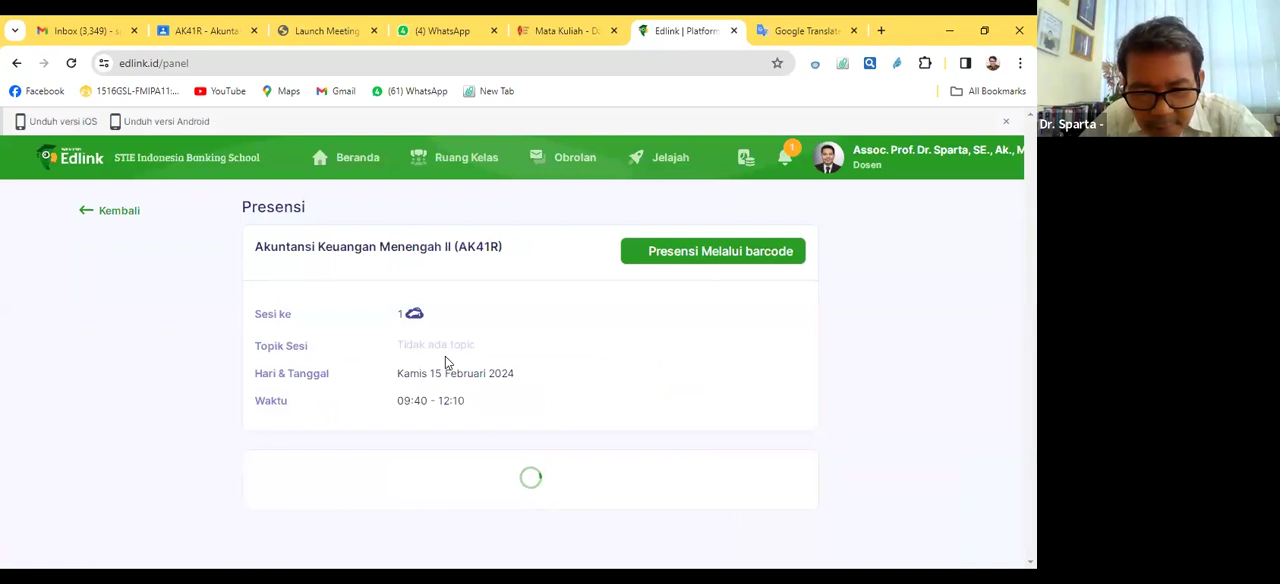 Inbox (3,349) - s
AK41R - Akunta
Launch Meeting
(4) WhatsApp
Mata Kuliah - D
Edlink | Platform
Google Translat
edlink.id/panel
Facebook
1516GSL-FMIPA11:...
YouTube
Maps
Gmail
(61) WhatsApp
New Tab
All Bookmarks
Unduh versi iOS
Unduh versi Android
Edlink
STIE Indonesia Banking School
Beranda
Ruang Kelas
Obrolan
Jelajah
1
Assoc. Prof. Dr. Sparta, SE., Ak., M
Dosen
Dr. Sparta -
Kembali
Presensi
Akuntansi Keuangan Menengah II (AK41R)
Presensi Melalui barcode
Sesi ke 1
Topik Sesi Tidak ada topic
Hari & Tanggal Kamis 15 Februari 2024
Waktu 09:40 - 12:10